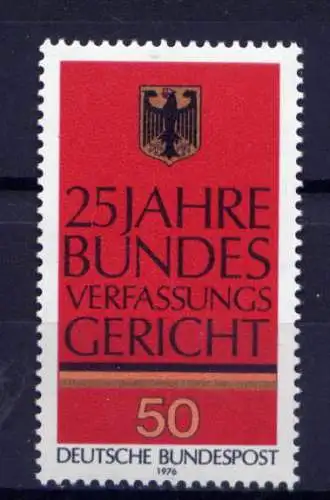 25 JAHRE
BUNDES
VERFASSUNGS
GERICHT
50
DEUTSCHE BUNDESPOST
1976